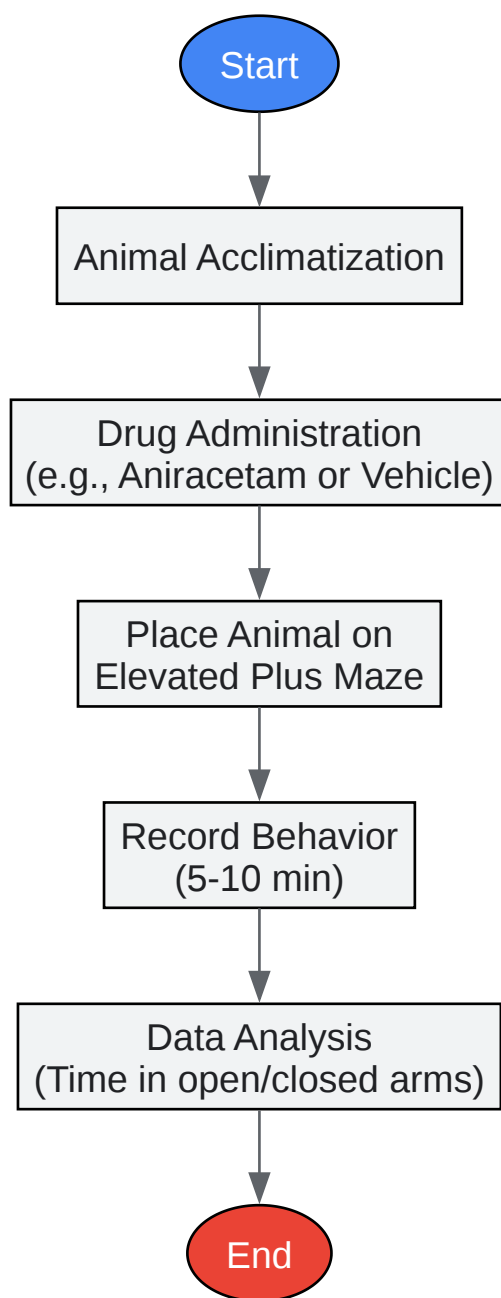 Start
Animal Acclimatization
Drug Administration
(e.g., Aniracetam or Vehicle)
Place Animal on
Elevated Plus Maze
Record Behavior
(5-10 min)
Data Analysis
(Time in open/closed arms)
End